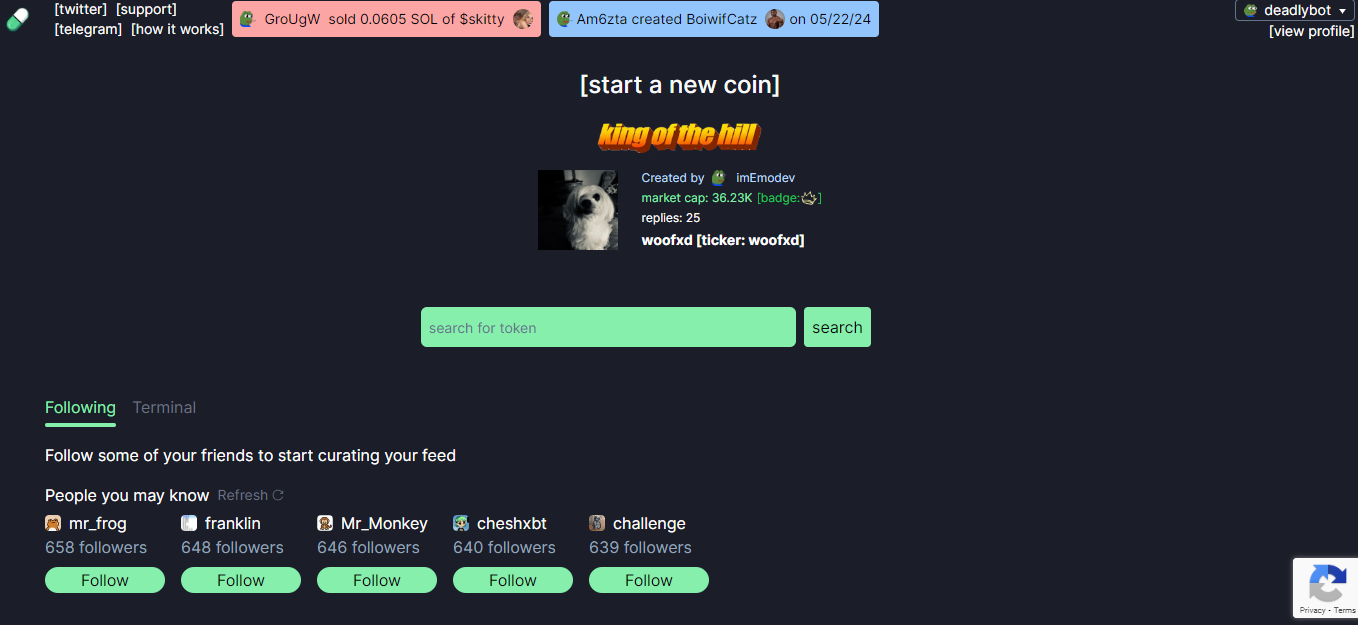 [twitter] [support]
[telegram] [how it works]
GroUgW sold 0.0605 SOL of $skitty
Am6zta created BoiwifCatz on 05/22/24
deadlybot
[view profile]
[start a new coin]
king of the hill
Created by imEmodev
market cap: 36.23K [badge: ]
replies: 25
woofxd [ticker: woofxd]
search for token
search
Following Terminal
Follow some of your friends to start curating your feed
People you may know Refresh
mr_frog franklin Mr_Monkey cheshxbt challenge
658 followers 648 followers 646 followers 640 followers 639 followers
Follow Follow Follow Follow Follow
Privacy - Terms